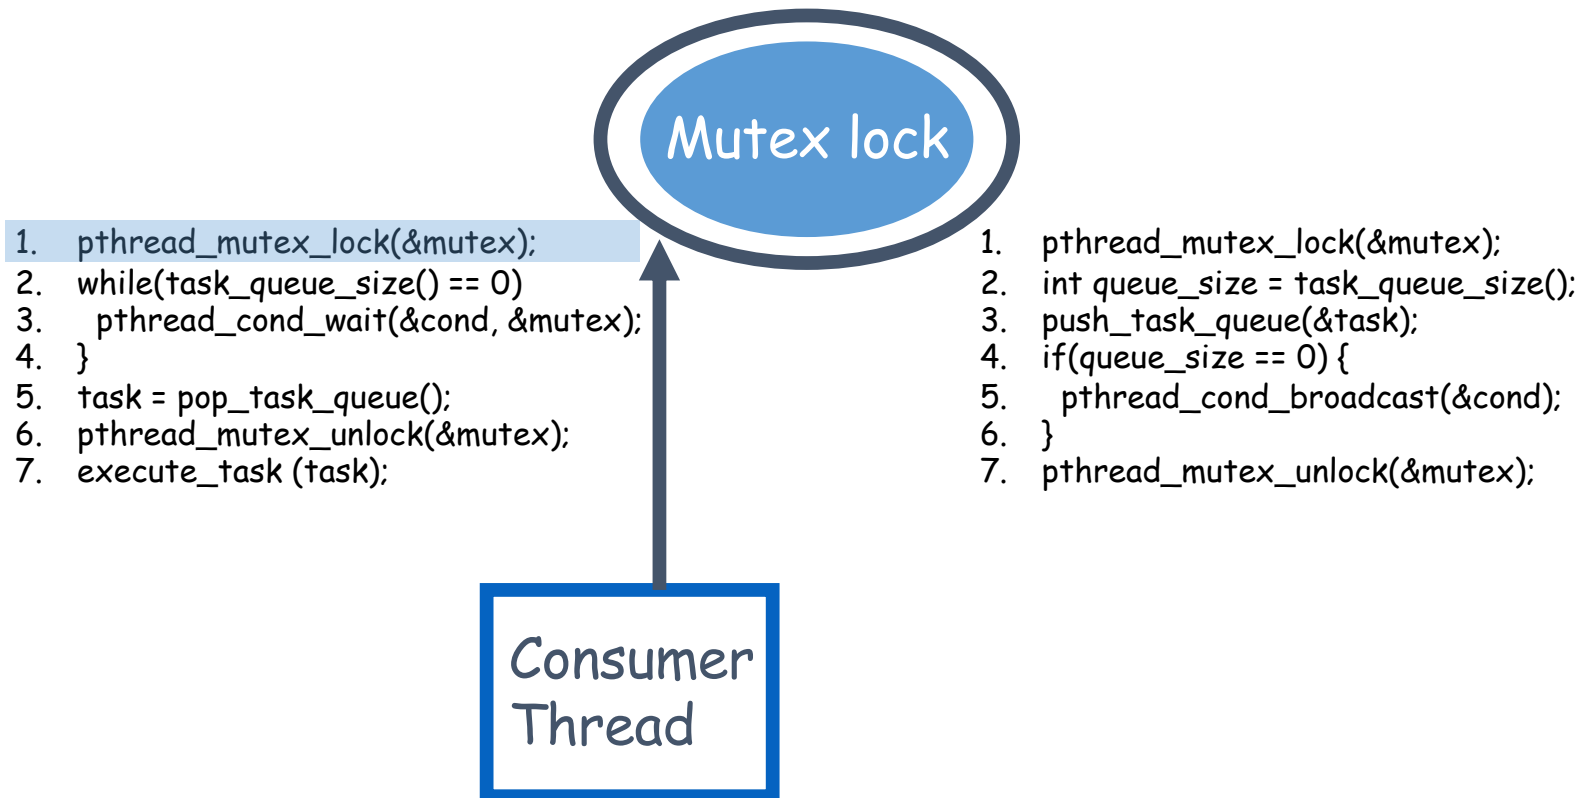 Mutex lock
1. pthread_mutex_lock(&mutex);
2. while(task_queue_size() == 0)
3. pthread_cond_wait(&cond, &mutex);
4. }
5. task = pop_task_queue();
6. pthread_mutex_unlock(&mutex);
7. execute_task (task);
1. pthread_mutex_lock(&mutex);
2. int queue_size = task_queue_size();
3. push_task_queue(&task);
4. if(queue_size == 0) {
5. pthread_cond_broadcast(&cond);
6. }
7. pthread_mutex_unlock(&mutex);
Consumer
Thread